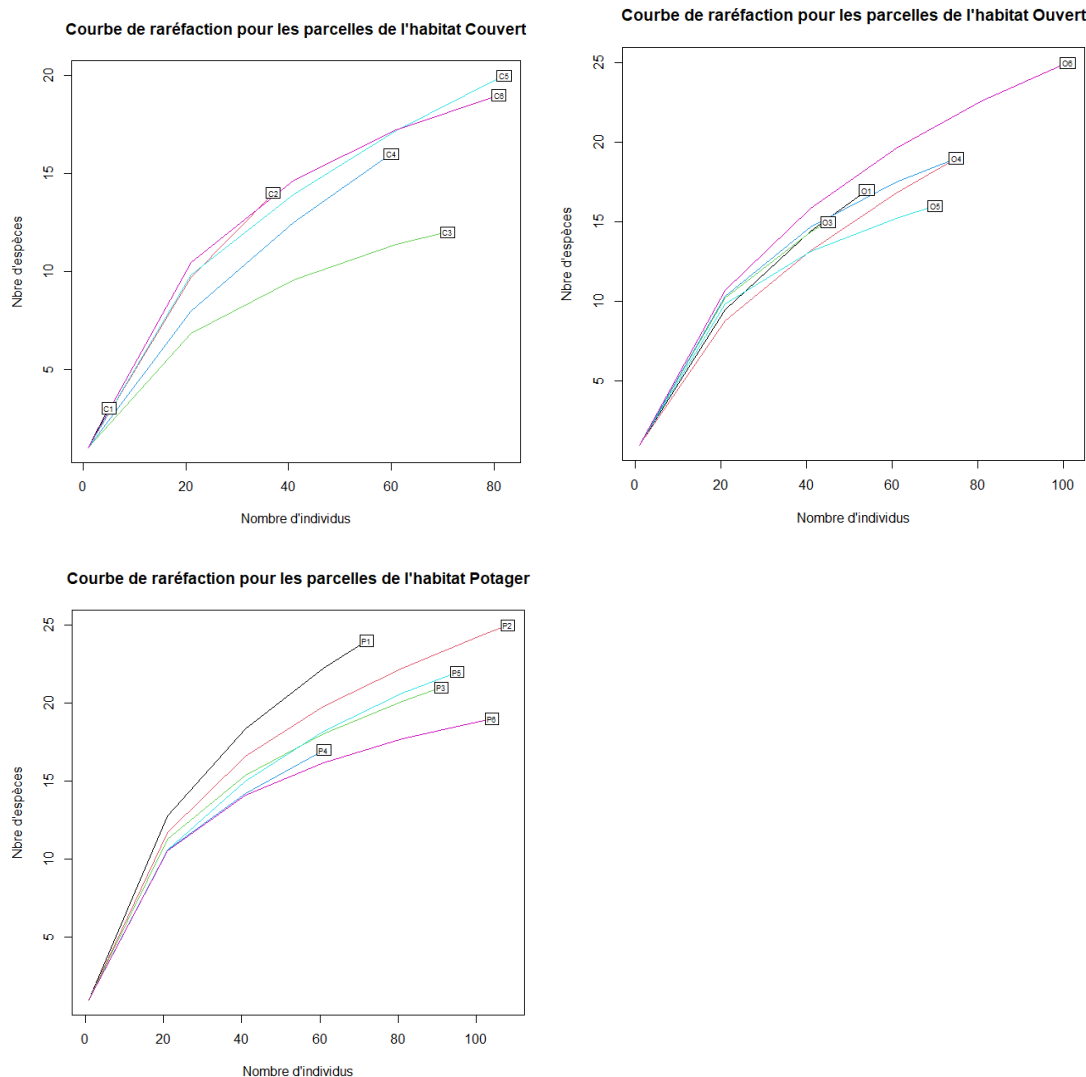 Courbe de raréfaction pour les parcelles de l'habitat Couvert
Nbre d'espèces
20
15
10
5
C5
C6
C4
C2
C3
C1
0 20 40 60 80
Nombre d'individus
Courbe de raréfaction pour les parcelles de l'habitat Ouvert
Nbre d'espèces
25
20
15
10
5
O6
O4
O1
O3
O5
0 20 40 60 80 100
Nombre d'individus
Courbe de raréfaction pour les parcelles de l'habitat Potager
Nbre d'espèces
25
20
15
10
5
P1
P2
P5
P3
P6
P4
0 20 40 60 80 100
Nombre d'individus